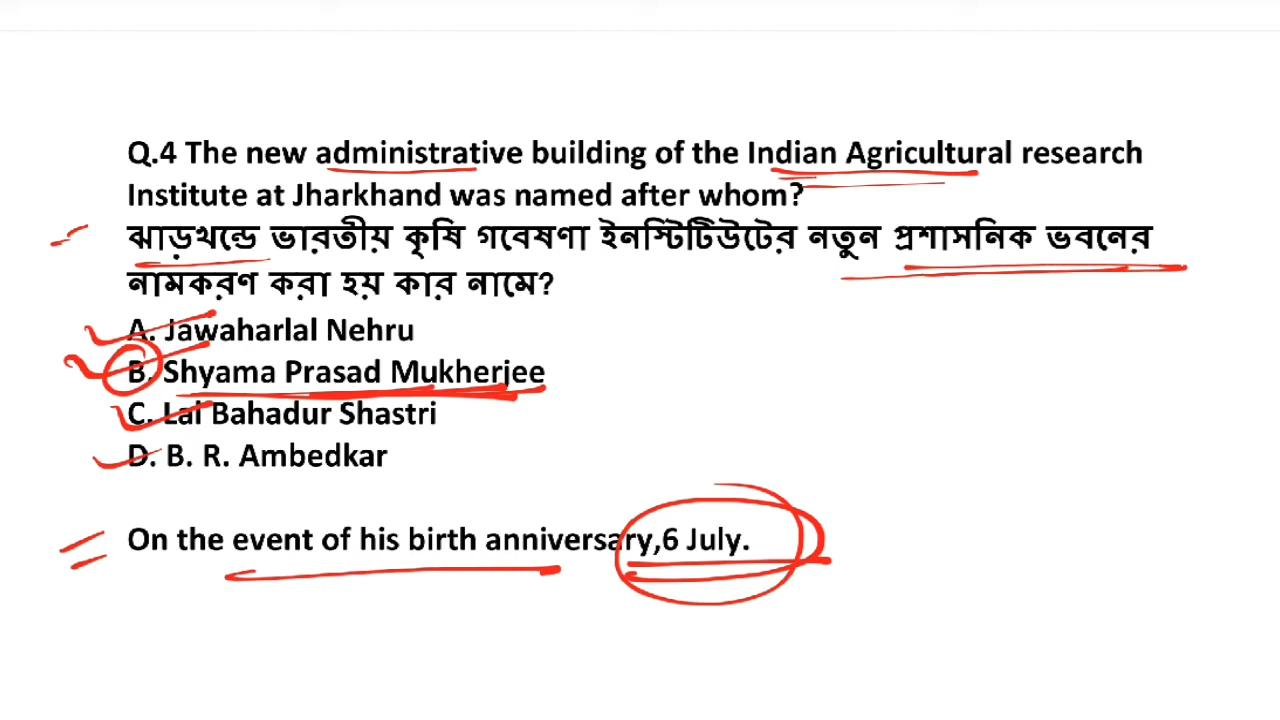 Q.4 The new administrative building of the Indian Agricultural research
Institute at Jharkhand was named after whom?
ঝাড়খন্ডে ভারতীয় কৃষি গবেষণা ইনস্টিটিউটের নতুন প্রশাসনিক ভবনের
নামকরণ করা হয় কার নামে?
A. Jawaharlal Nehru
B. Shyama Prasad Mukherjee
C. Lal Bahadur Shastri
D. B. R. Ambedkar
On the event of his birth anniversary,6 July.